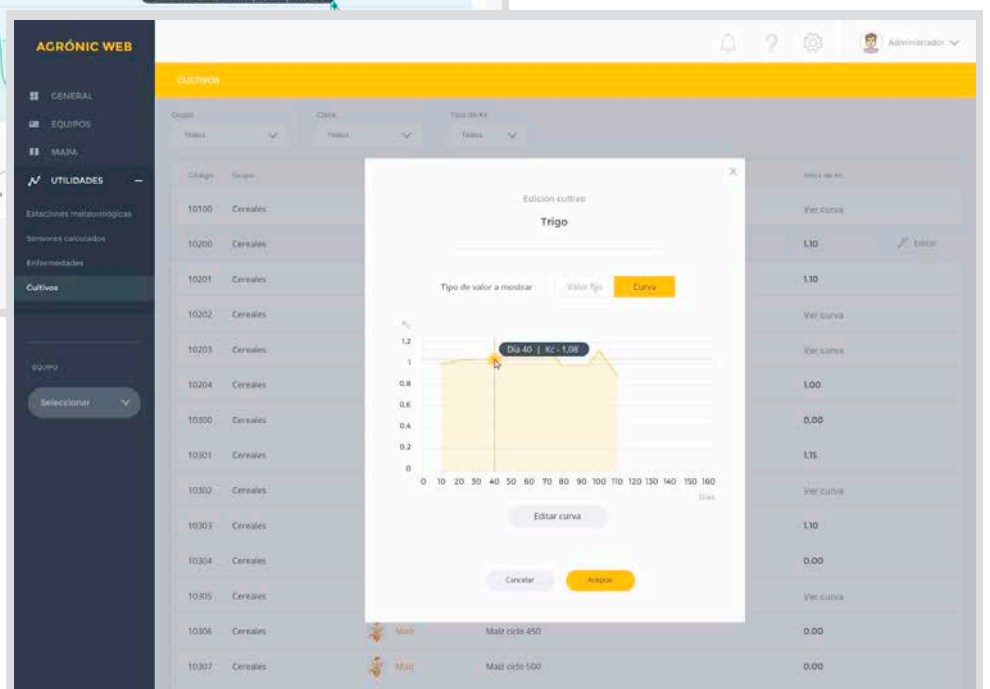 AGRÓNIC WEB
Administrador
GENERAL
EQUIPOS
MAPA
UTILIDADES
Estaciones meteorológicas
Sensores calculados
Enfermedades
Cultivos
EQUIPO
Seleccionar
CULTIVOS
Grupo
Clase
Tipo de Kc
Todos
Todos
Todos
Código
Grupo
10100 Cereales Ver curva
10200 Cereales 1,10 Editar
10201 Cereales 1,10
10202 Cereales Ver curva
10203 Cereales Ver curva
10204 Cereales 1,00
10300 Cereales 0,00
10301 Cereales 1,15
10302 Cereales Ver curva
10303 Cereales 1,10
10304 Cereales 0,00
10305 Cereales Ver curva
10306 Cereales Maíz Maíz ciclo 450 0,00
10307 Cereales Maíz Maíz ciclo 500 0,00
Edición cultivo
Trigo
Tipo de valor a mostrar Valor fijo Curva
Kc
1,2
1
0,8
0,6
0,4
0,2
0
Día 40 | Kc - 1,08
0 10 20 30 40 50 60 70 80 90 100 110 120 130 140 150 160
Días
Editar curva
Cancelar Aceptar